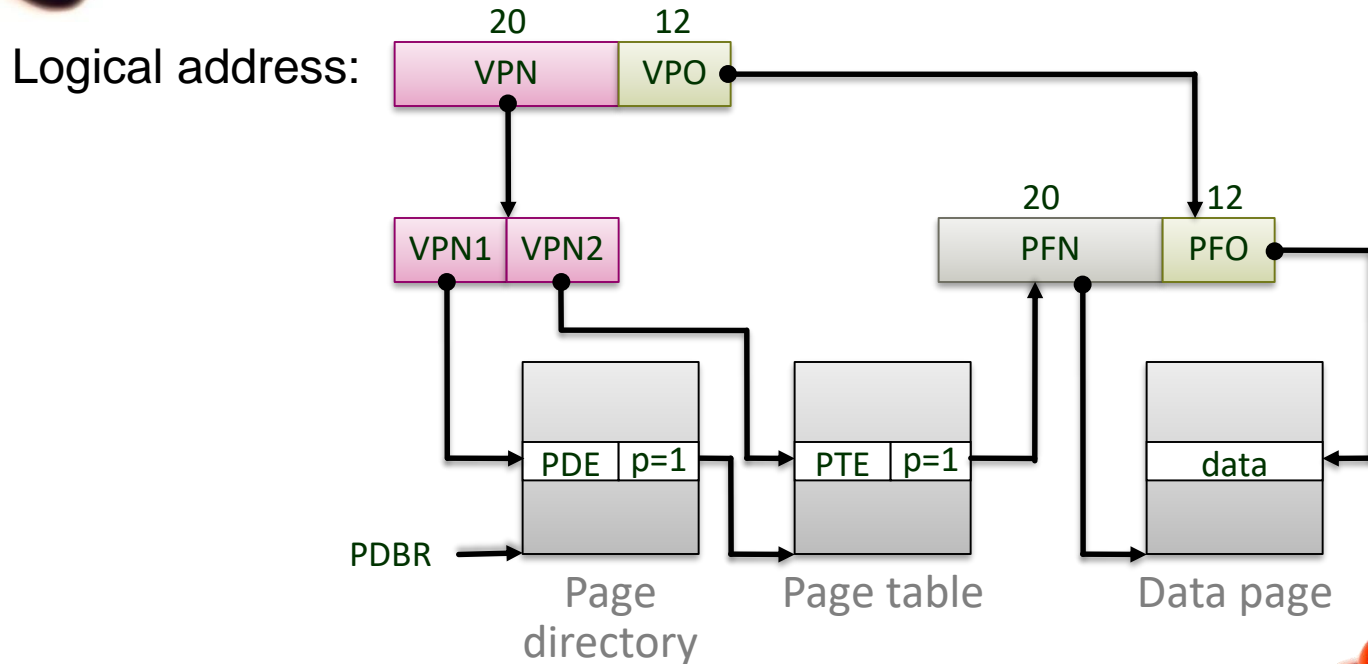 20 12
Logical address: VPN VPO
20 12
VPN1 VPN2 PFN PFO
PDE p=1 PTE p=1 data
PDBR
Page directory Page table Data page